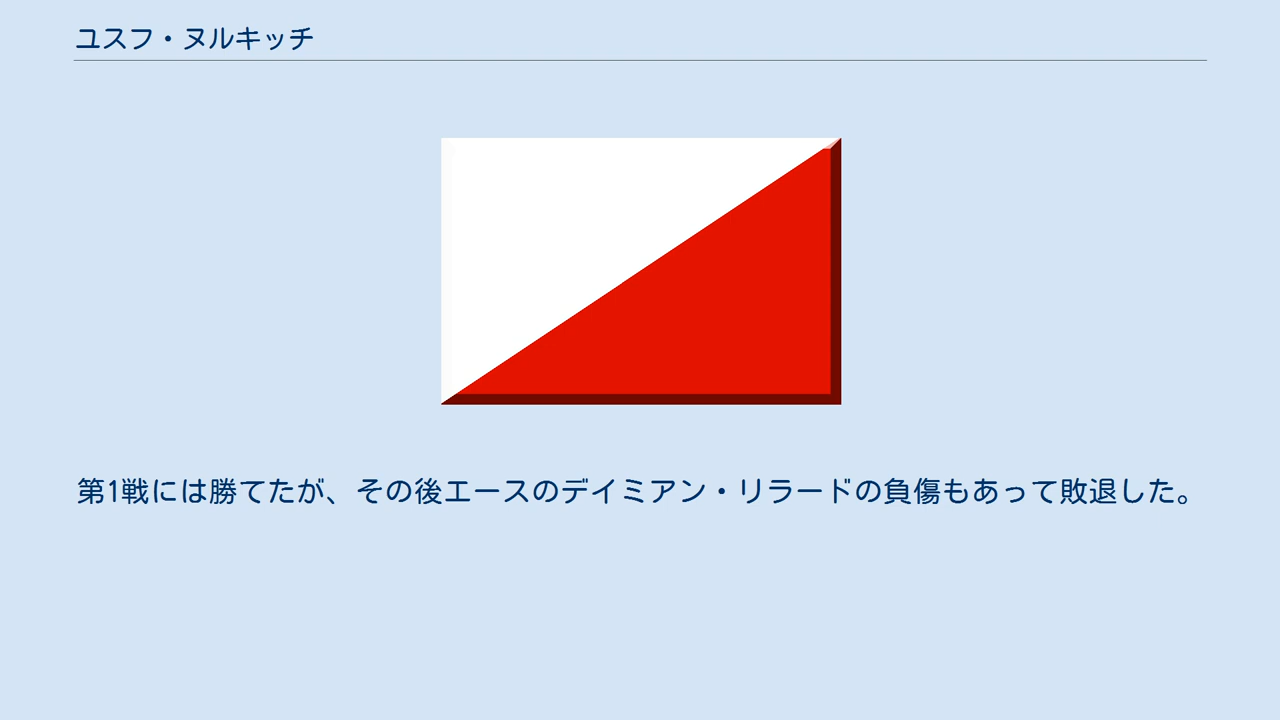 ユスフ・ヌルキッチ
第1戦には勝てたが、その後エースのデイミアン・リラードの負傷もあって敗退した。